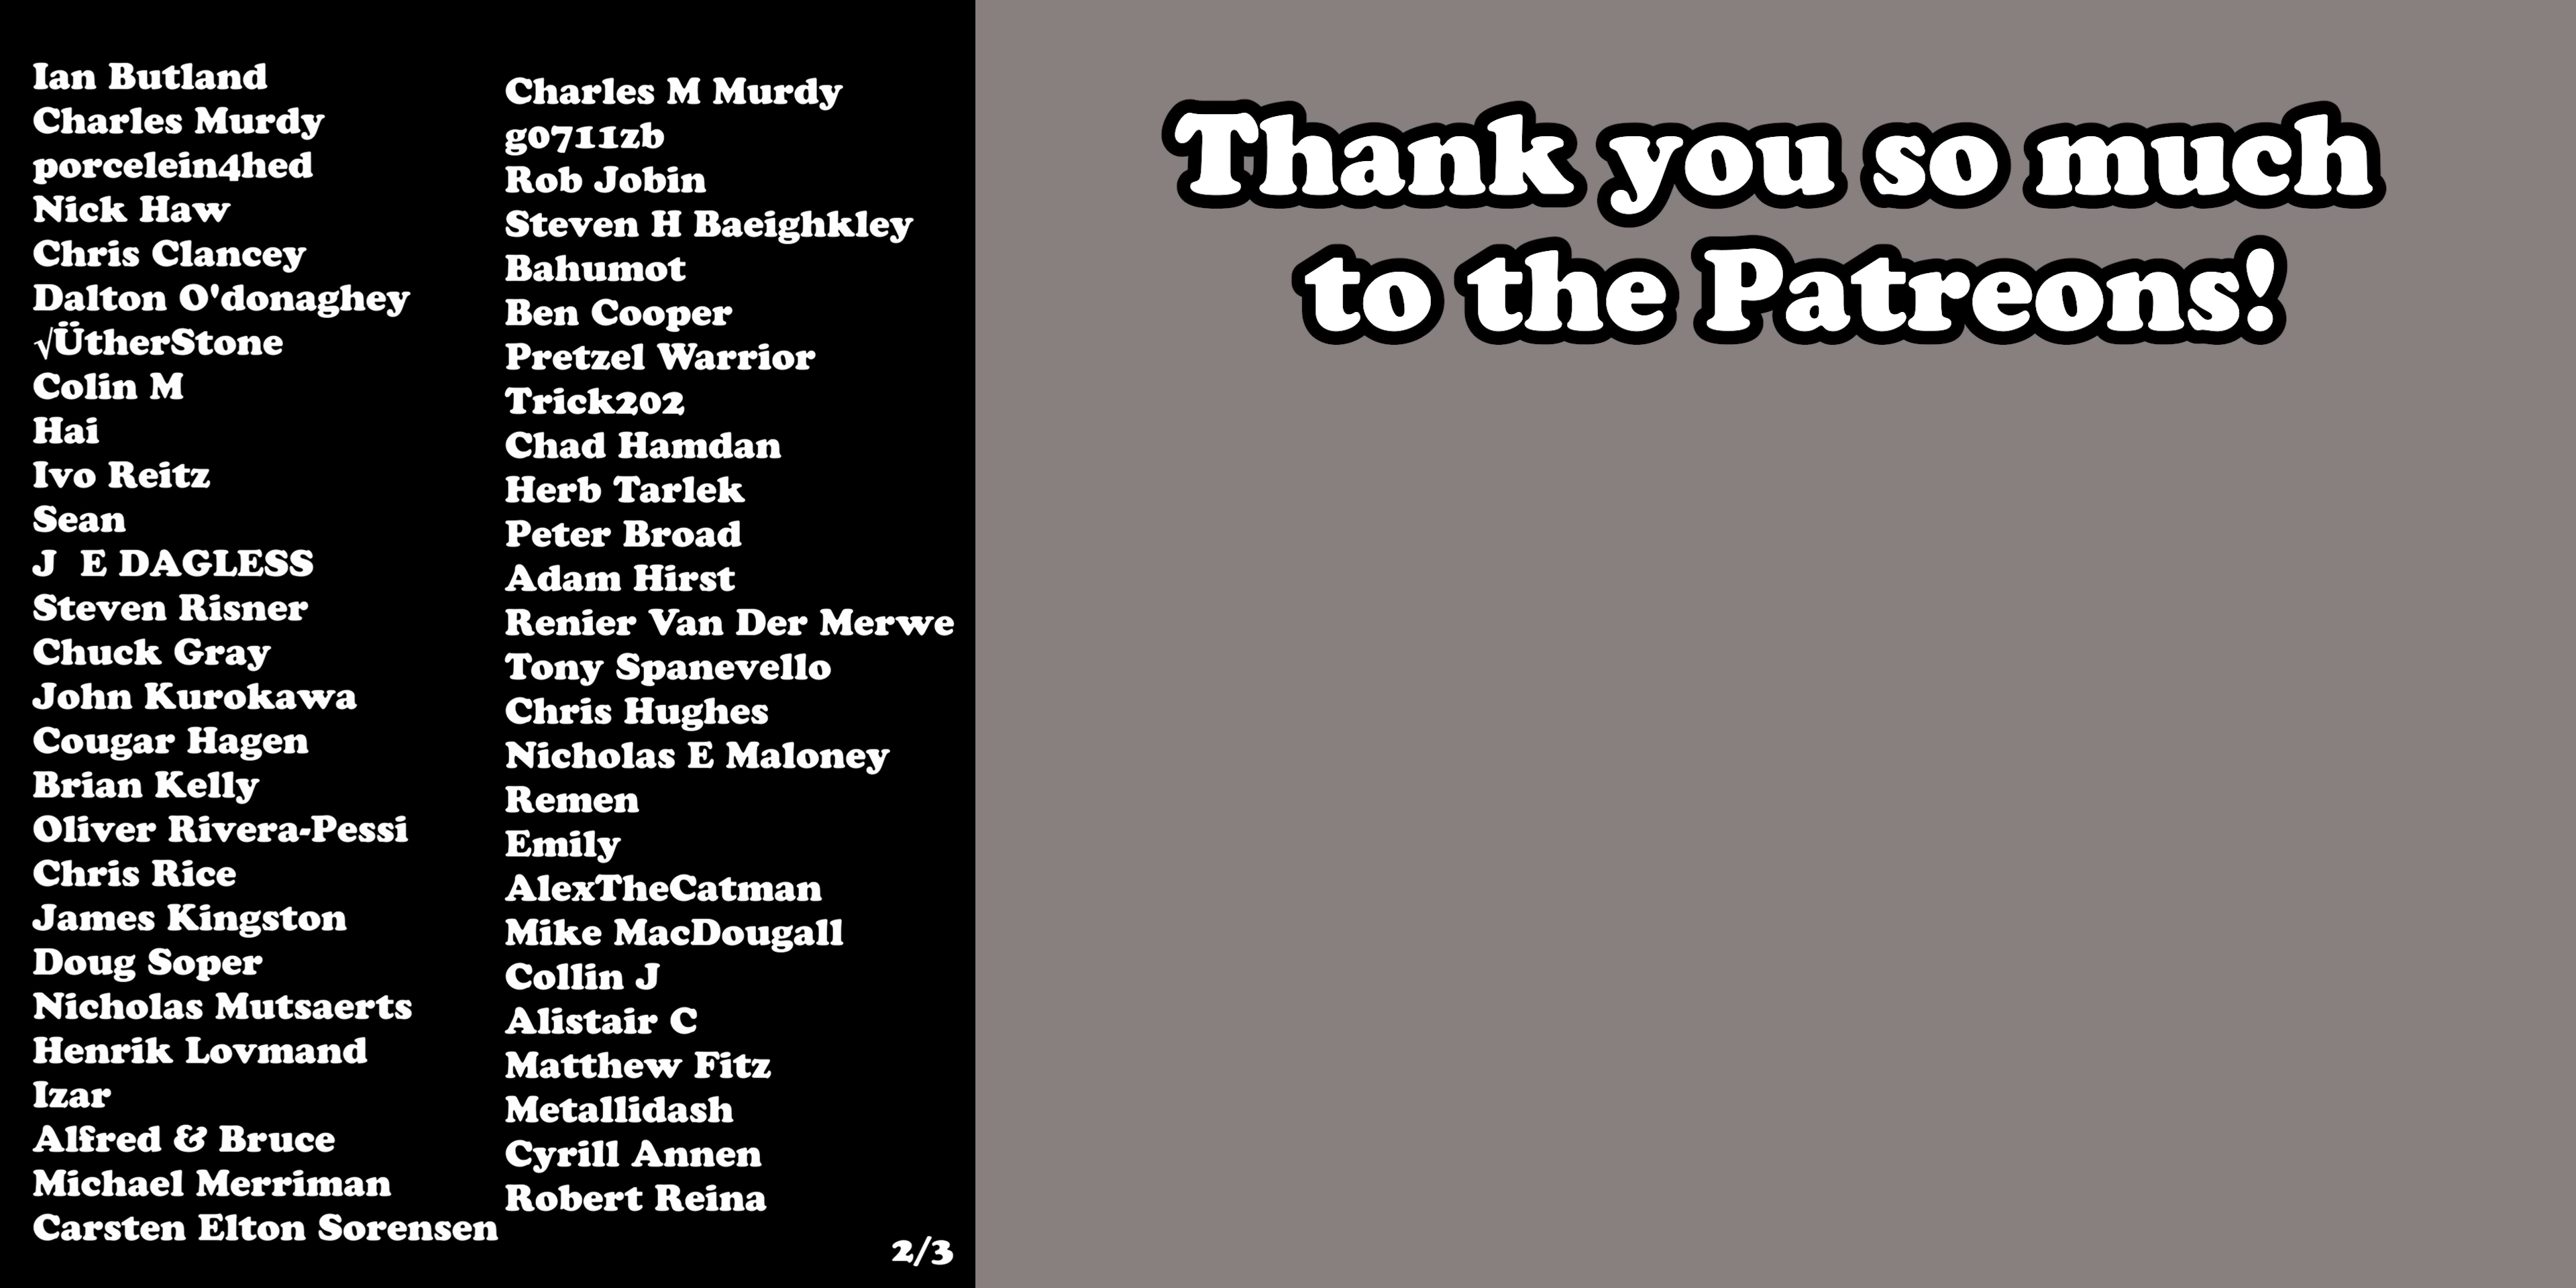 Ian Butland
Charles Murdy
porcelein4hed
Nick Haw
Chris Clancey
Dalton O'donaghey
√ÜtherStone
Colin M
Hai
Ivo Reitz
Sean
J  E DAGLESS
Steven Risner
Chuck Gray
John Kurokawa
Cougar Hagen
Brian Kelly
Oliver Rivera-Pessi
Chris Rice
James Kingston
Doug Soper
Nicholas Mutsaerts
Henrik Lovmand
Izar
Alfred & Bruce
Michael Merriman
Carsten Elton Sorensen
Charles M Murdy
g0711zb
Rob Jobin
Steven H Baeighkley
Bahumot
Ben Cooper
Pretzel Warrior
Trick202
Chad Hamdan
Herb Tarlek
Peter Broad
Adam Hirst
Renier Van Der Merwe
Tony Spanevello
Chris Hughes
Nicholas E Maloney
Remen
Emily
AlexTheCatman
Mike MacDougall
Collin J
Alistair C
Matthew Fitz
Metallidash
Cyrill Annen
Robert Reina
2/3
Thank you so much
to the Patreons!